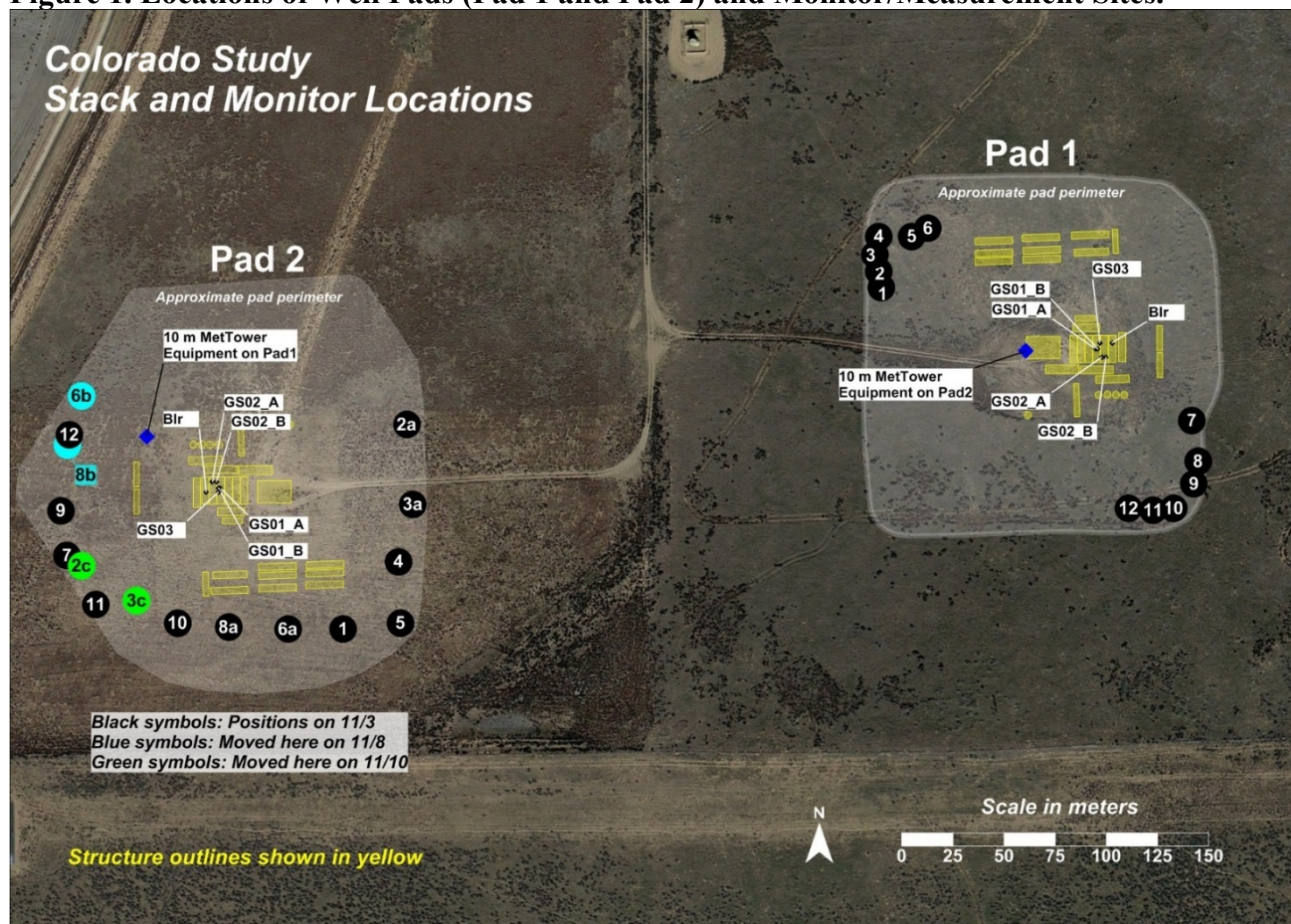 Figure 1. Locations of Well Pads (Pad 1 and Pad 2) and Monitor/Measurement Sites.
Colorado Study
Stack and Monitor Locations
Pad 1
Approximate pad perimeter
4
5
6
3
2
1
GS03
GS01_B
GS01_A
Blr
10 m MetTower
Equipment on Pad2
GS02_A
GS02_B
7
8
9
12
11
10
Pad 2
Approximate pad perimeter
10 m MetTower
Equipment on Pad1
6b
GS02_A
Blr
GS02_B
2a
12
8b
9
3a
GS03
GS01_A
GS01_B
7
2c
4
11
3c
10
8a
6a
1
5
Black symbols: Positions on 11/3
Blue symbols: Moved here on 11/8
Green symbols: Moved here on 11/10
Structure outlines shown in yellow
N
Scale in meters
0 25 50 75 100 125 150